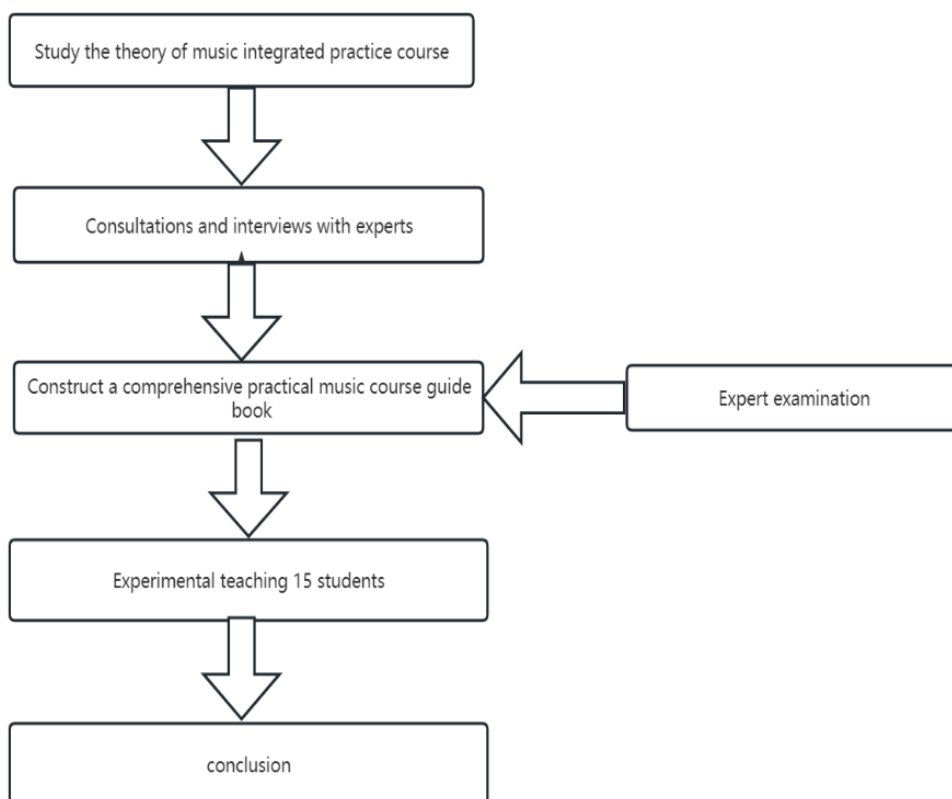 Study the theory of music integrated practice course
Consultations and interviews with experts
Construct a comprehensive practical music course guide
book
Expert examination
Experimental teaching 15 students
conclusion